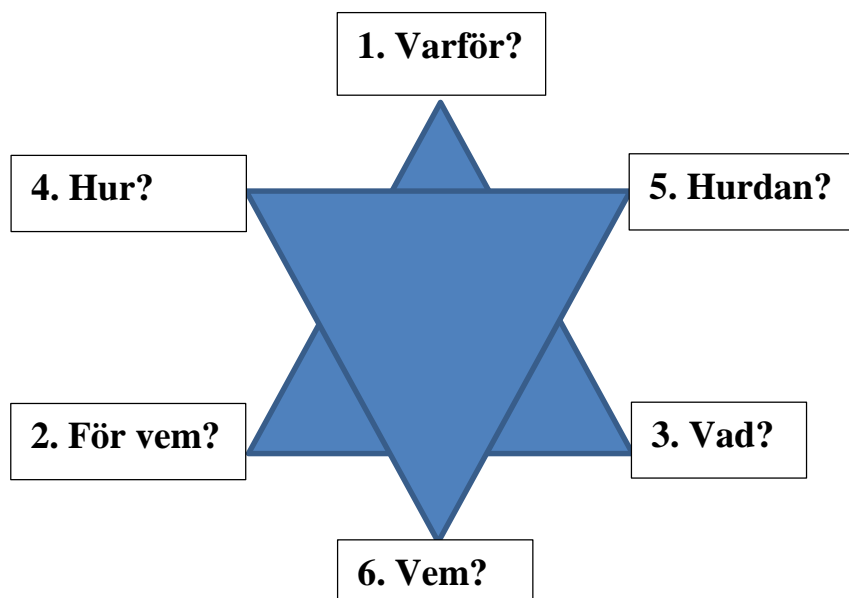 1. Varför?
4. Hur?
5. Hurdan?
2. För vem?
3. Vad?
6. Vem?